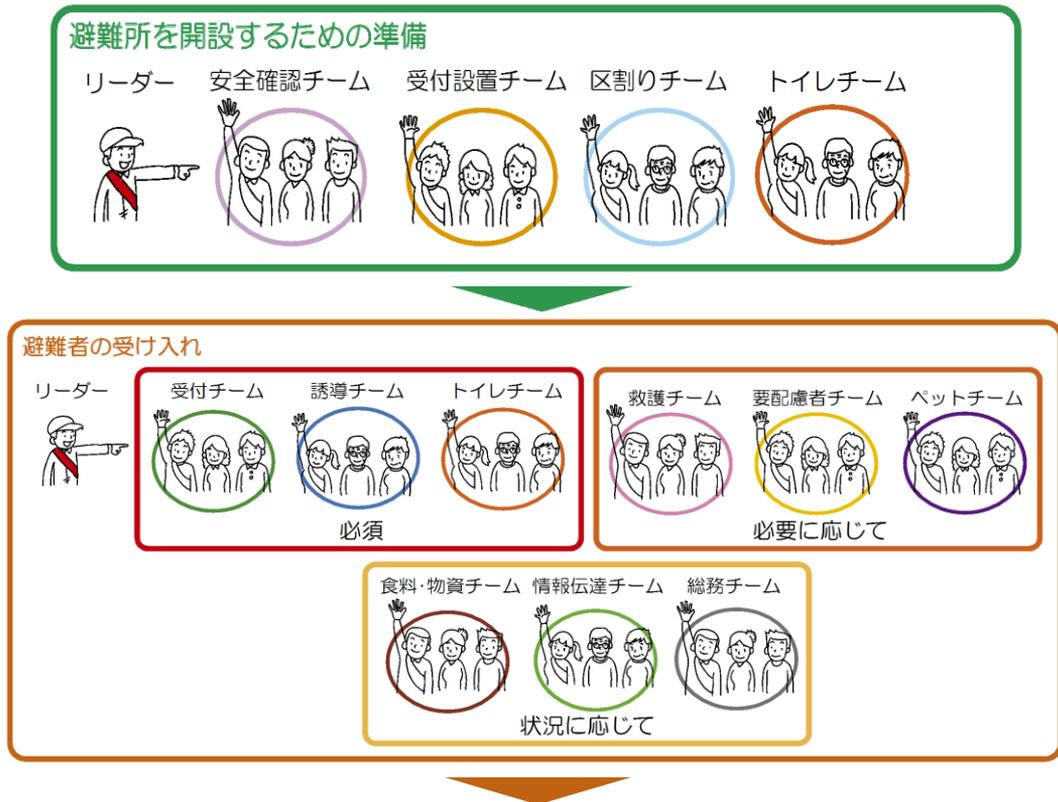 避難所を開設するための準備
リーダー 安全確認チーム 受付設置チーム 区割りチーム トイレチーム
避難者の受け入れ
リーダー 受付チーム 誘導チーム トイレチーム
必須
救護チーム 要配慮者チーム ペットチーム
必要に応じて
食料・物資チーム 情報伝達チーム 総務チーム
状況に応じて